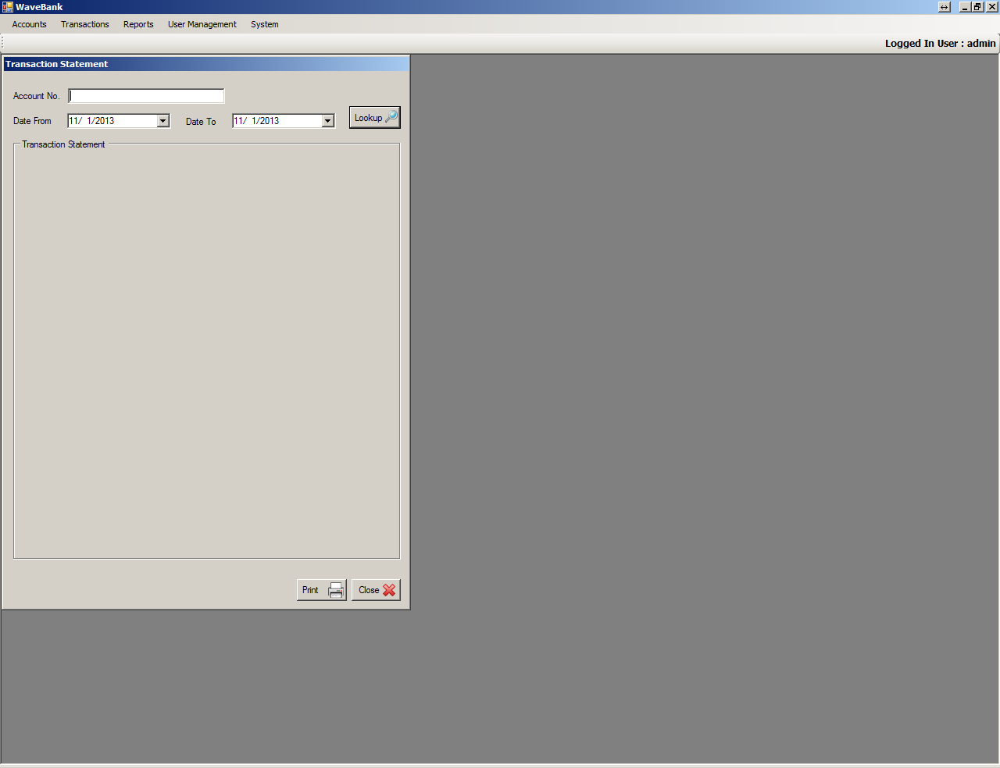 WaveBank
Accounts Transactions Reports User Management System
Logged In User : admin
Transaction Statement
Account No.
Date From 11/ 1/2013 Date To 11/ 1/2013 Lookup
Transaction Statement
Print Close